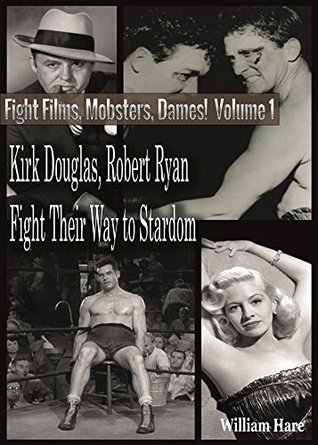 Fight Films, Mobsters, Dames! Volume 1
Kirk Douglas, Robert Ryan
Fight Their Way to Stardom
William Hare